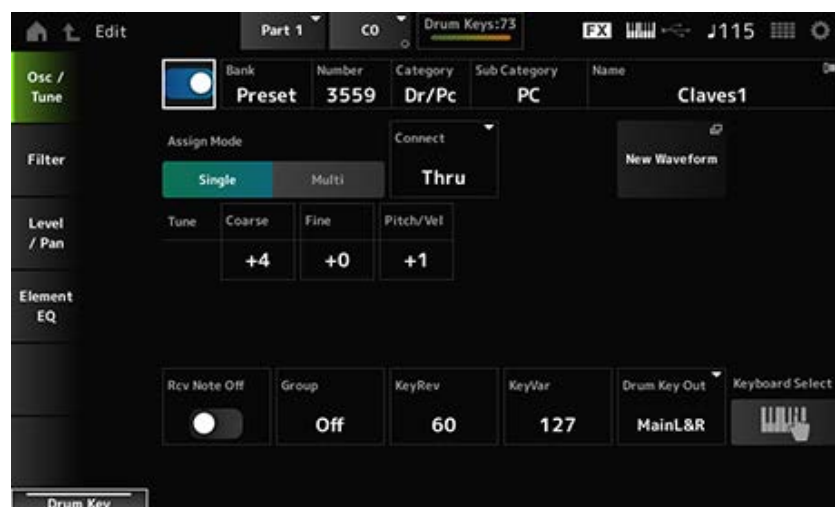 Edit Part 1 C0 Drum Keys:73 FX ♩115
Osc /
Tune
Bank Number Category Sub Category Name
Preset 3559 Dr/Pc PC Claves1
Filter
Assign Mode Connect
Single Multi Thru New Waveform
Level
/ Pan
Tune Coarse Fine Pitch/Vel
+4 +0 +1
Element
EQ
Rcv Note Off Group KeyRev KeyVar Drum Key Out Keyboard Select
Off 60 127 MainL&R
Drum Key